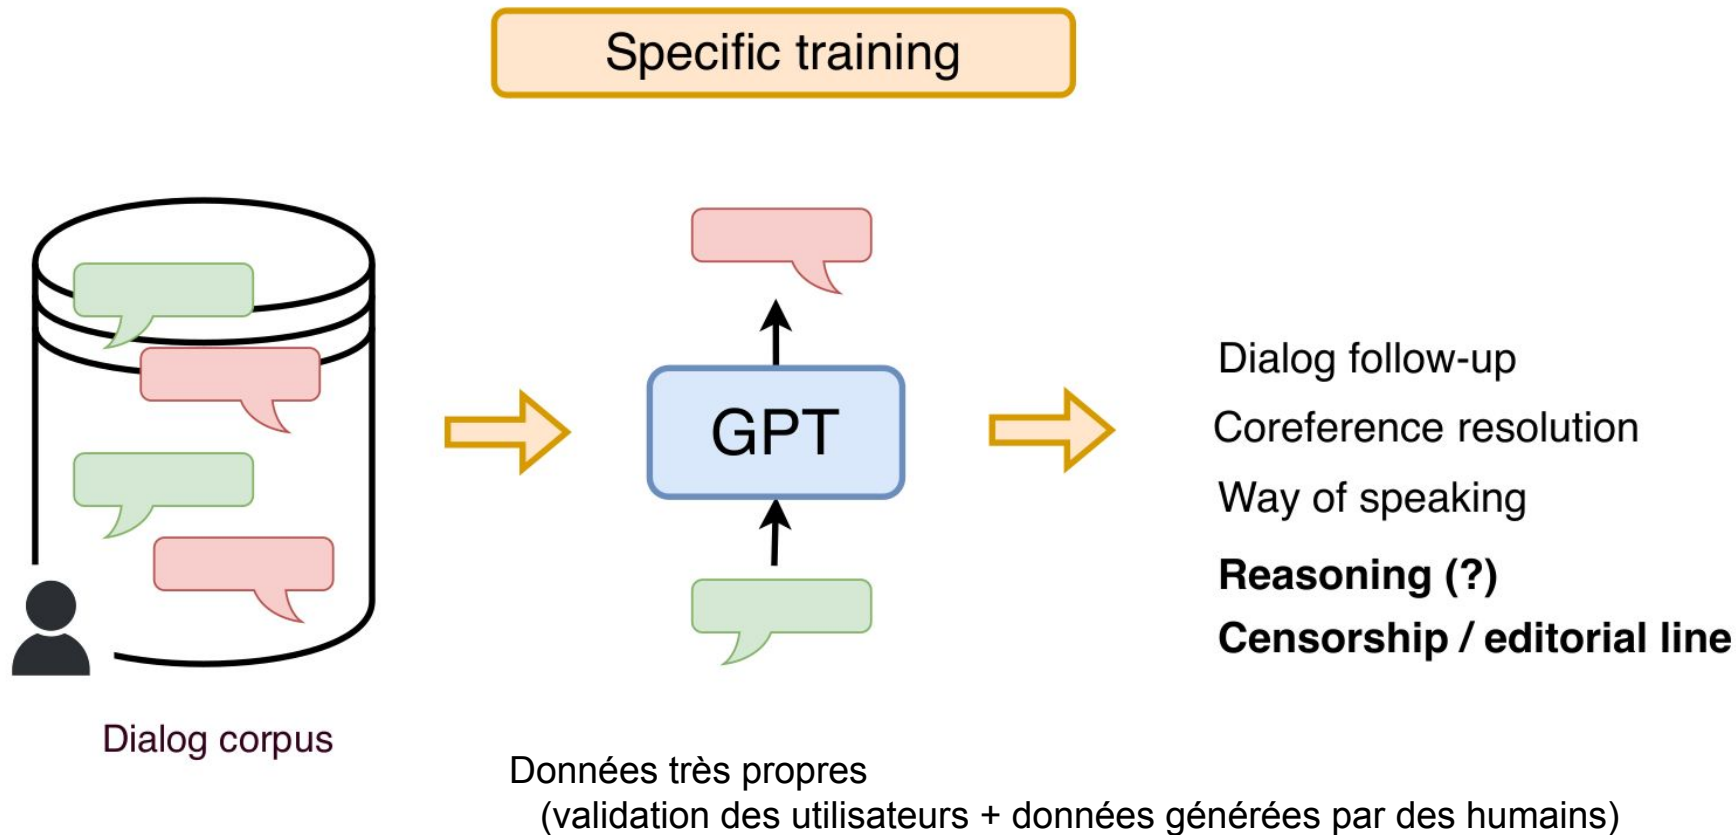 Specific training
GPT
Dialog follow-up
Coreference resolution
Way of speaking
Reasoning (?)
Censorship / editorial line
Dialog corpus
Données très propres
(validation des utilisateurs + données générées par des humains)